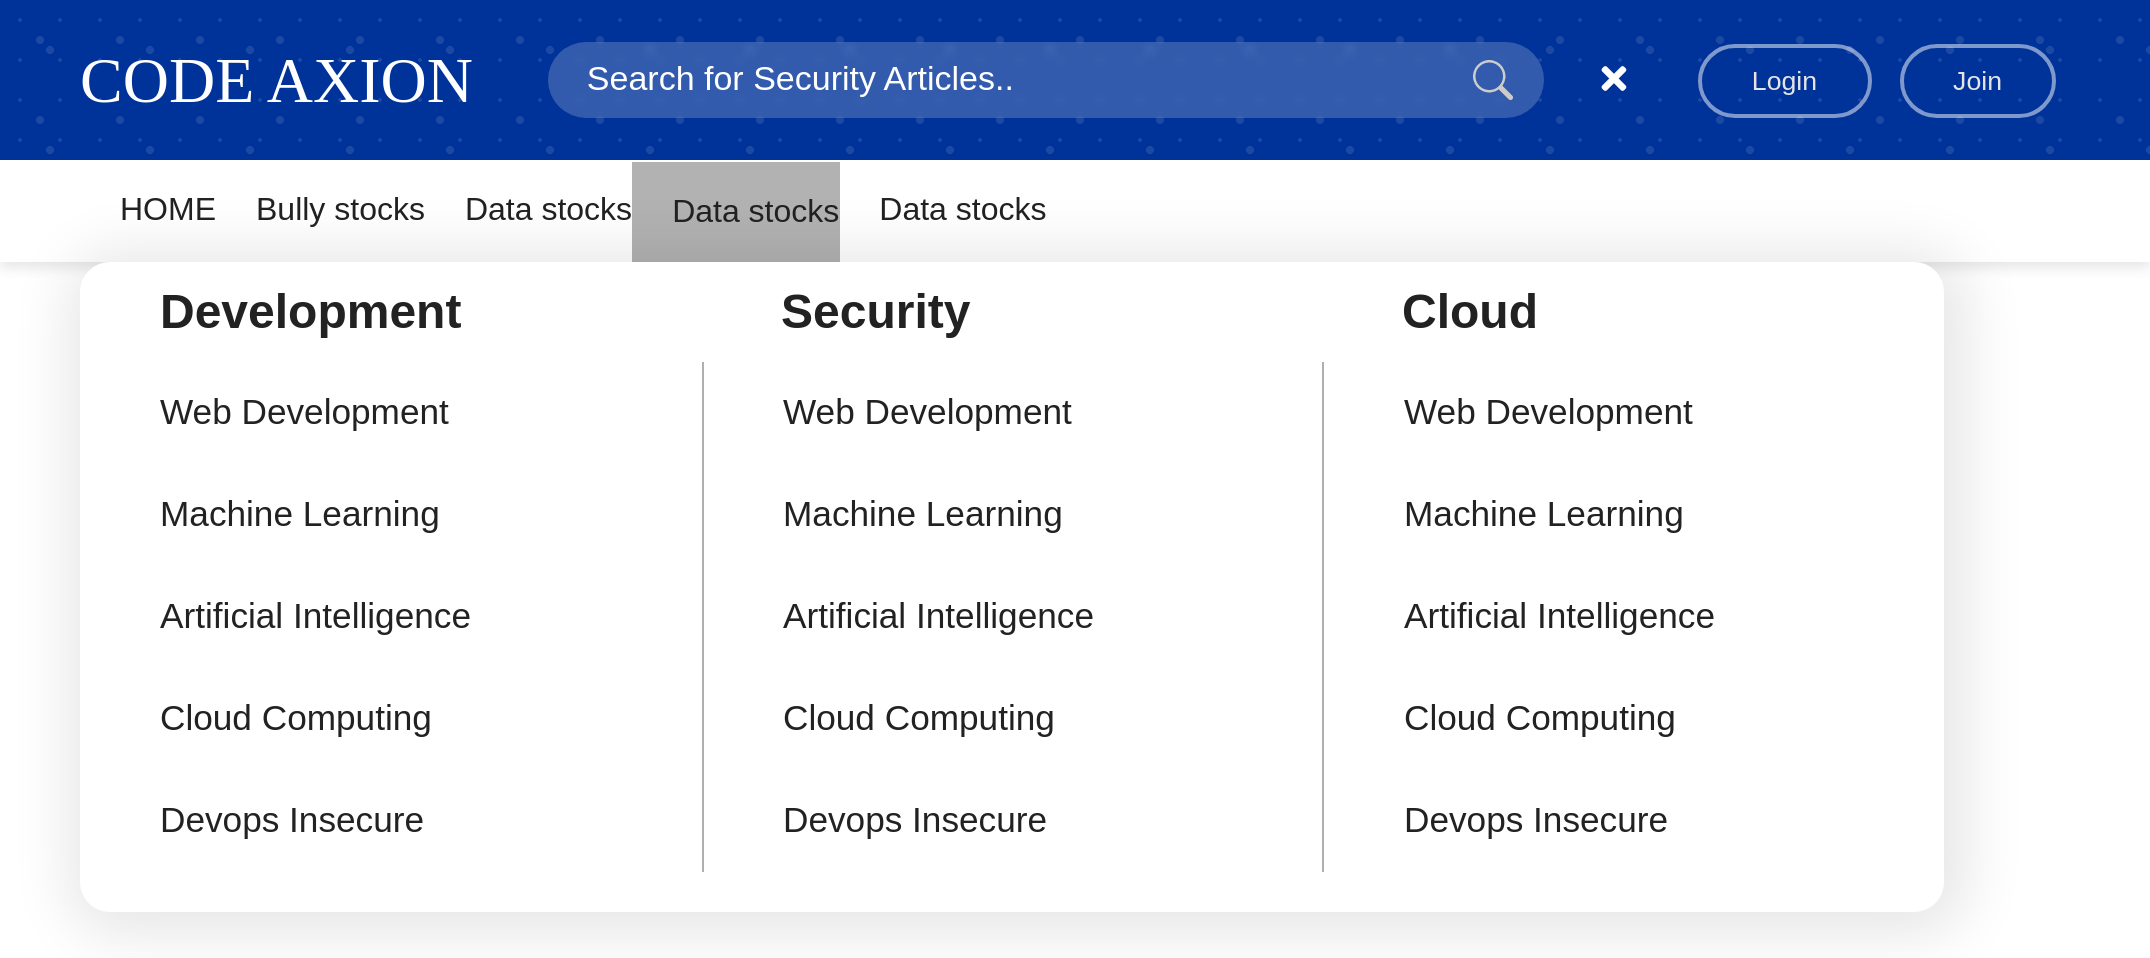 CODE AXION
Search for Security Articles..
Login
Join
HOME
Bully stocks
Data stocks
Data stocks
Data stocks
Development
Web Development
Machine Learning
Artificial Intelligence
Cloud Computing
Devops Insecure
Security
Web Development
Machine Learning
Artificial Intelligence
Cloud Computing
Devops Insecure
Cloud
Web Development
Machine Learning
Artificial Intelligence
Cloud Computing
Devops Insecure